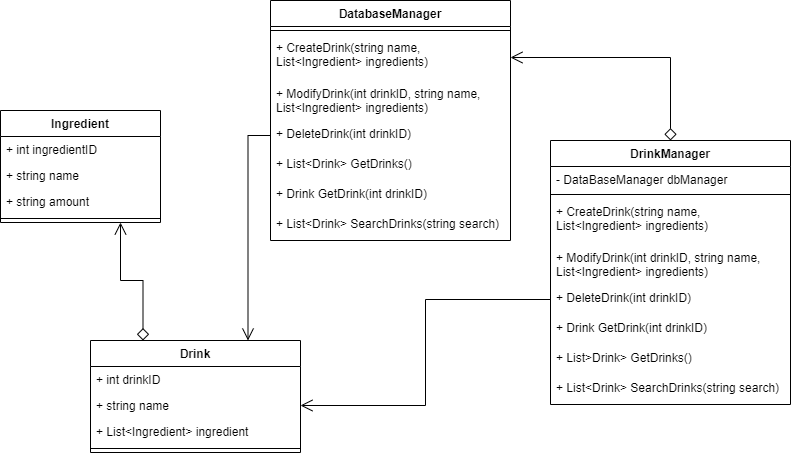 DatabaseManager
+ CreateDrink(string name,
List<Ingredient> ingredients)
+ ModifyDrink(int drinkID, string name,
List<Ingredient> ingredients)
+ DeleteDrink(int drinkID)
+ List<Drink> GetDrinks()
+ Drink GetDrink(int drinkID)
+ List<Drink> SearchDrinks(string search)
Ingredient
+ int ingredientID
+ string name
+ string amount
DrinkManager
- DataBaseManager dbManager
+ CreateDrink(string name,
List<Ingredient> ingredients)
+ ModifyDrink(int drinkID, string name,
List<Ingredient> ingredients)
+ DeleteDrink(int drinkID)
+ Drink GetDrink(int drinkID)
+ List>Drink> GetDrinks()
+ List<Drink> SearchDrinks(string search)
Drink
+ int drinkID
+ string name
+ List<Ingredient> ingredient